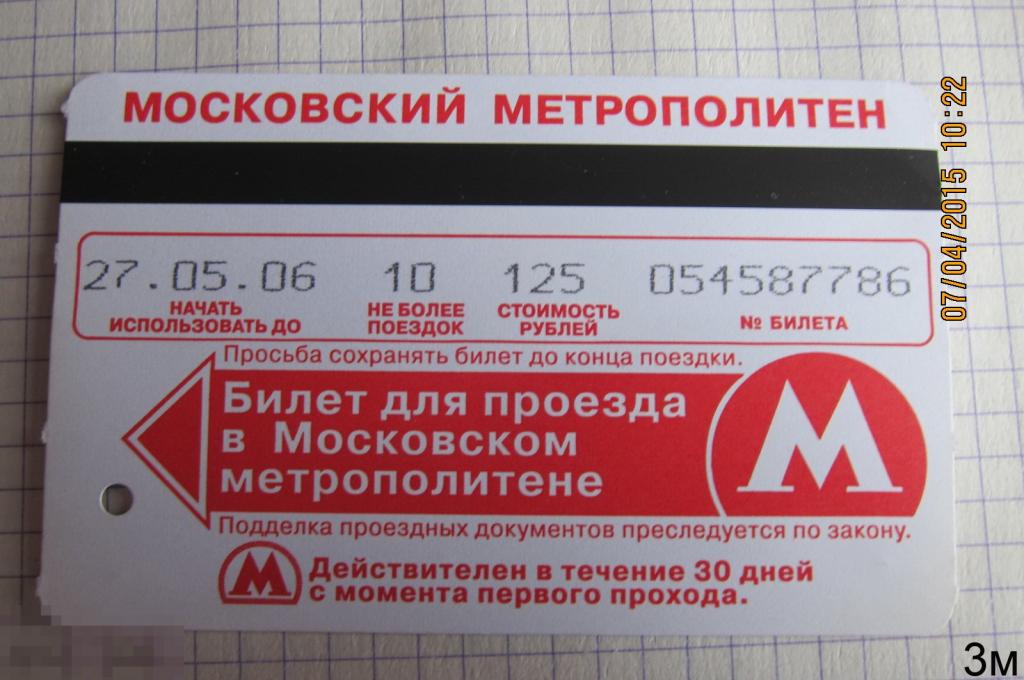 МОСКОВСКИЙ МЕТРОПОЛИТЕН
27.05.06 10 125 054587786
НАЧАТЬ ИСПОЛЬЗОВАТЬ ДО
НЕ БОЛЕЕ ПОЕЗДОК
СТОИМОСТЬ РУБЛЕЙ
№ БИЛЕТА
Просьба сохранять билет до конца поездки.
Билет для проезда
в Московском
метрополитене
М
Подделка проездных документов преследуется по закону.
М
Действителен в течение 30 дней
с момента первого прохода.
07/04/2015 10:22
3м